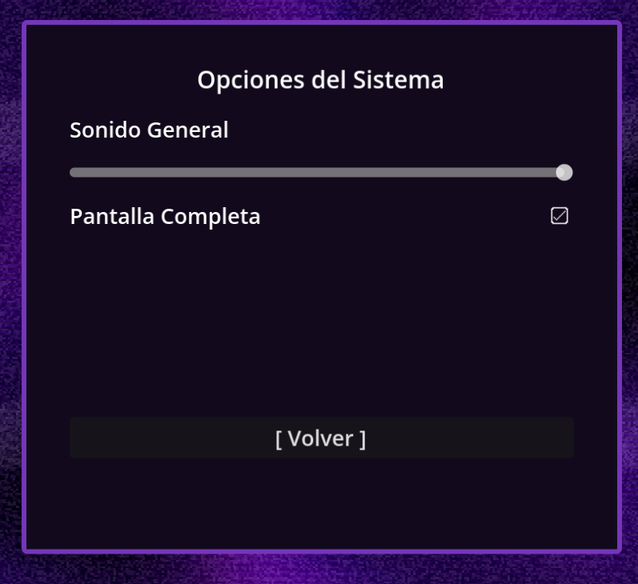 Opciones del Sistema
Sonido General
Pantalla Completa
[ Volver ]